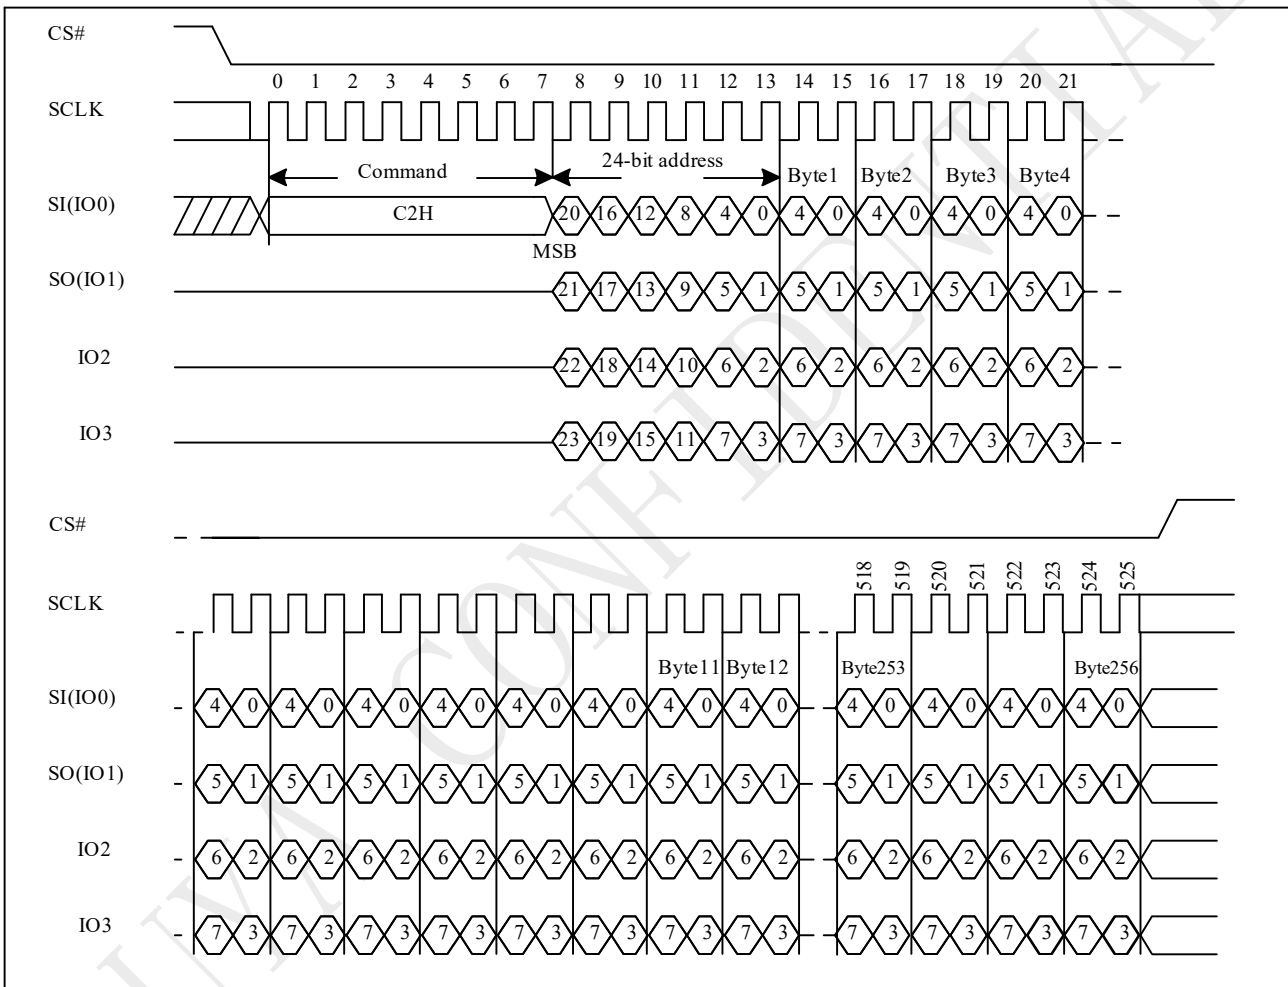 CS#
0 1 2 3 4 5 6 7 8 9 10 11 12 13 14 15 16 17 18 19 20 21
SCLK
Command 24-bit address Byte1 Byte2 Byte3 Byte4
SI(IO0) C2H 20 16 12 8 4 0 4 0 4 0 4 0 4 0
MSB
SO(IO1) 21 17 13 9 5 1 5 1 5 1 5 1 5 1
IO2 22 18 14 10 6 2 6 2 6 2 6 2 6 2
IO3 23 19 15 11 7 3 7 3 7 3 7 3 7 3
CS#
518 519 520 521 522 523 524 525
SCLK
Byte11 Byte12 Byte253 Byte256
SI(IO0) 4 0 4 0 4 0 4 0 4 0 4 0 4 0 4 0 4 0 4 0 4 0 4 0
SO(IO1) 5 1 5 1 5 1 5 1 5 1 5 1 5 1 5 1 5 1 5 1 5 1 5 1
IO2 6 2 6 2 6 2 6 2 6 2 6 2 6 2 6 2 6 2 6 2 6 2 6 2
IO3 7 3 7 3 7 3 7 3 7 3 7 3 7 3 7 3 7 3 7 3 7 3 7 3
UYA CONFIDENTIAL